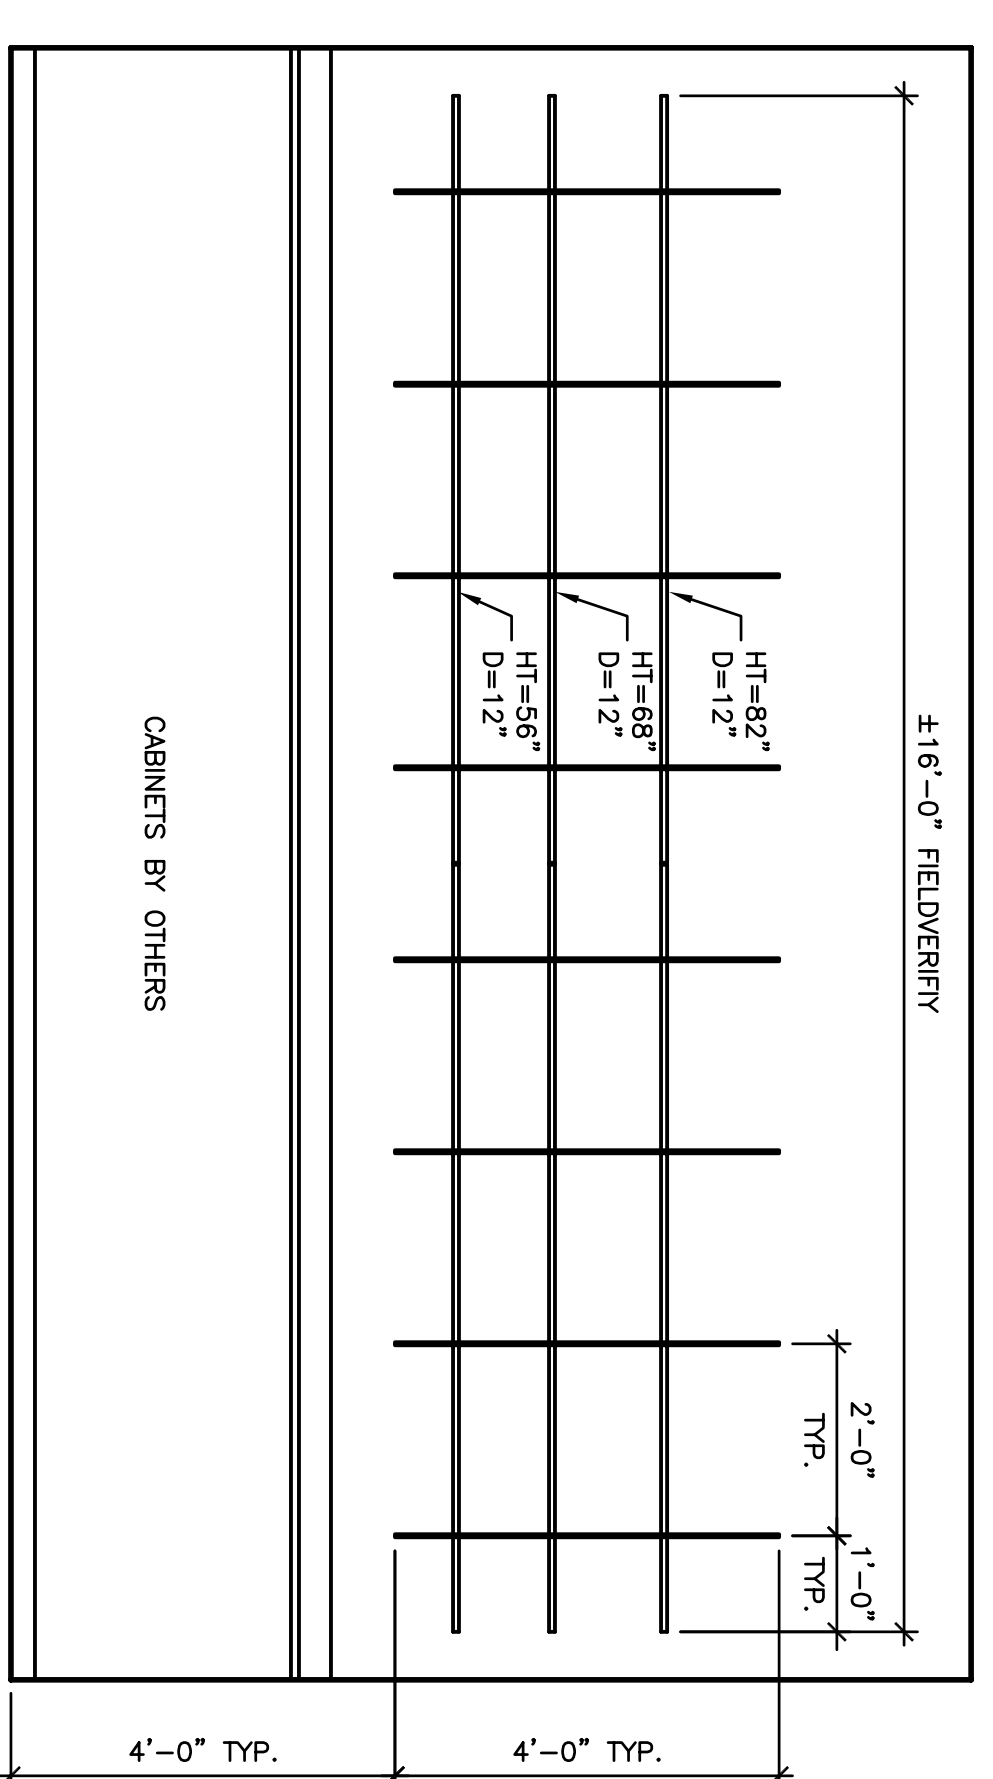 ±16'-0" FIELDVERIFIY
2'-0"
TYP.
1'-0"
TYP.
HT=82"
D=12"
HT=68"
D=12"
HT=56"
D=12"
CABINETS BY OTHERS
4'-0" TYP.
4'-0" TYP.